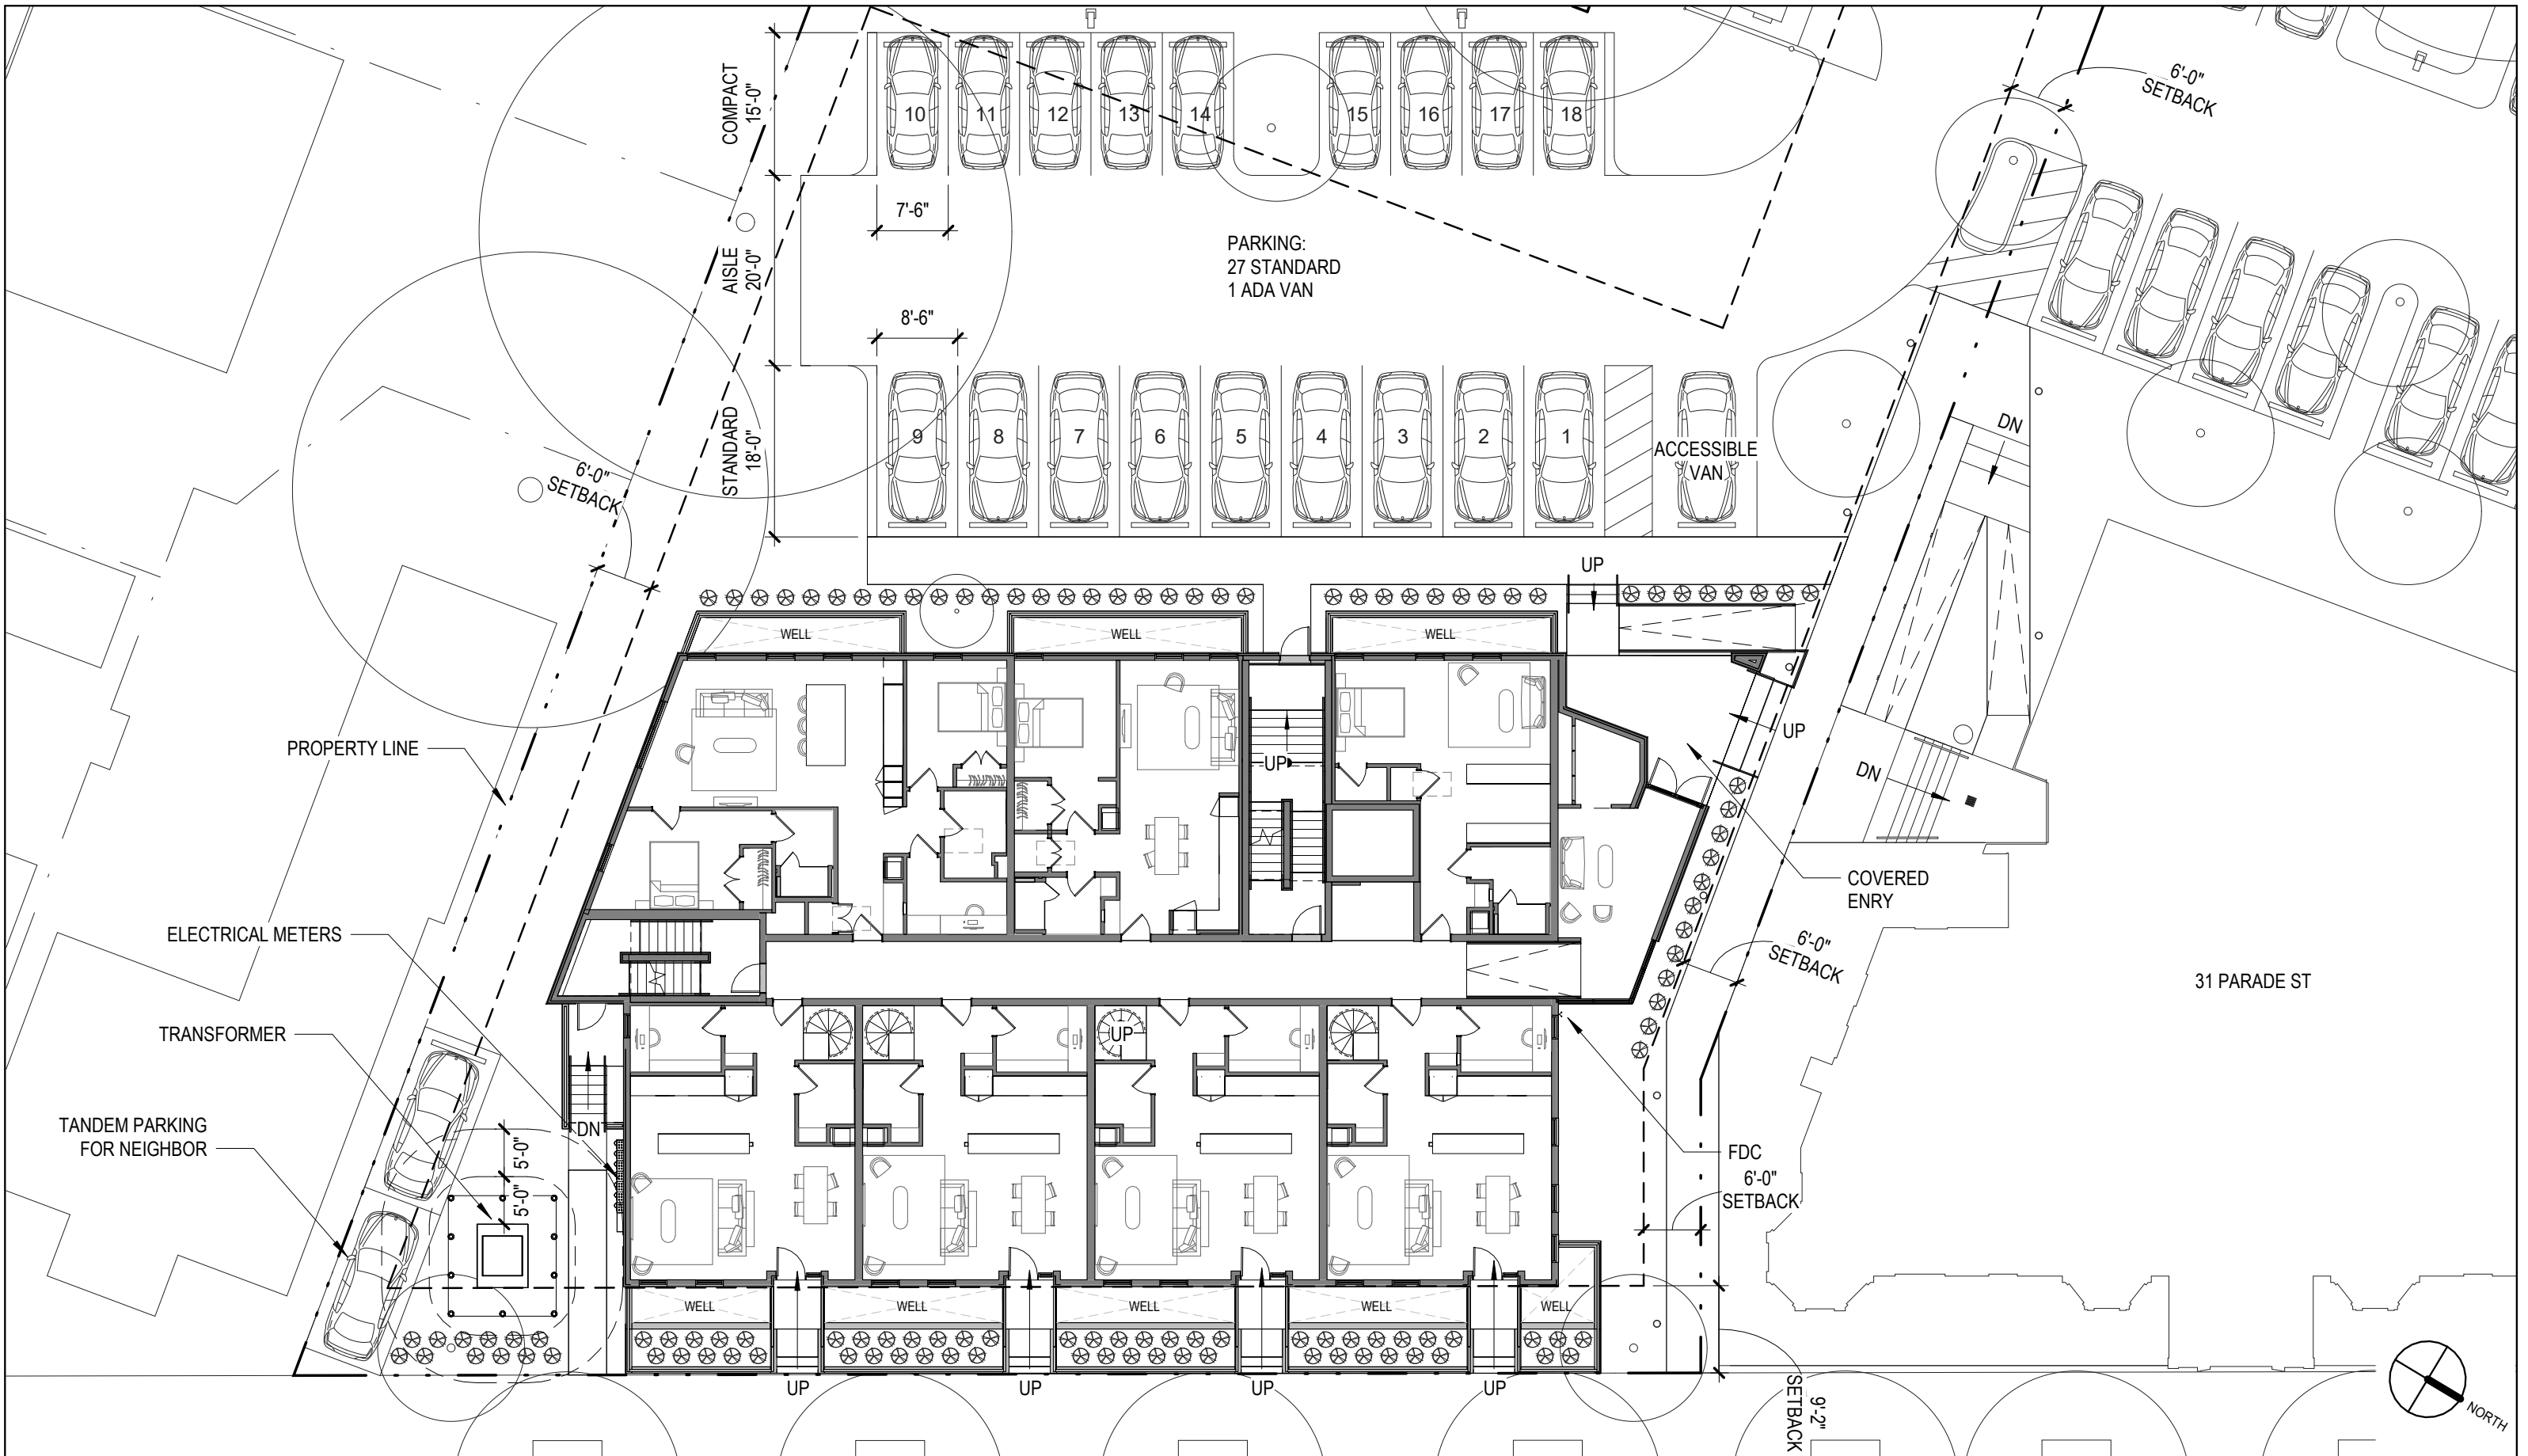 COMPACT
15'-0"
10
11
12
13
14
15
16
17
18
6'-0"
SETBACK
7'-6"
AISLE
20'-0"
PARKING:
27 STANDARD
1 ADA VAN
8'-6"
STANDARD
18'-0"
9
8
7
6
5
4
3
2
1
ACCESSIBLE
VAN
DN
6'-0"
SETBACK
UP
WELL
WELL
WELL
UP
UP
DN
PROPERTY LINE
COVERED
ENRY
ELECTRICAL METERS
6'-0"
SETBACK
31 PARADE ST
TRANSFORMER
UP
TANDEM PARKING
FOR NEIGHBOR
DN
5'-0"
5'-0"
FDC
6'-0"
SETBACK
WELL
WELL
WELL
WELL
WELL
UP
UP
UP
UP
9'-2"
SETBACK
NORTH